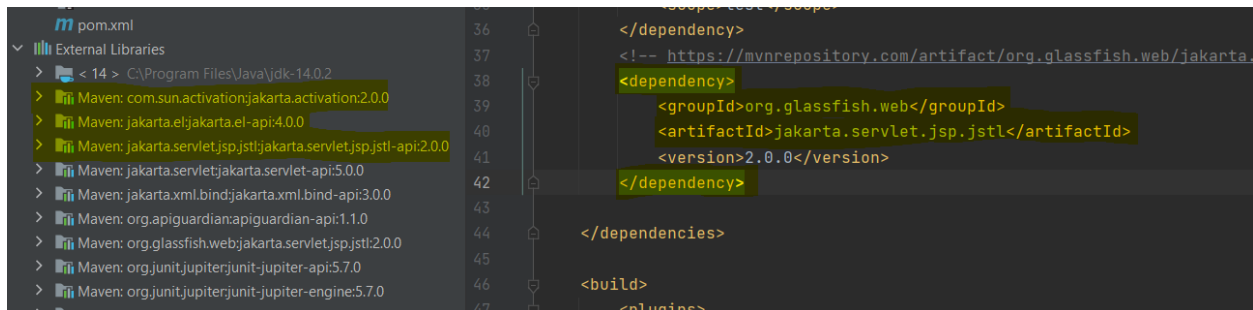 pom.xml
External Libraries
< 14 > C:\Program Files\Java\jdk-14.0.2
Maven: com.sun.activation:jakarta.activation:2.0.0
Maven: jakarta.el:jakarta.el-api:4.0.0
Maven: jakarta.servlet.jsp.jstl:jakarta.servlet.jsp.jstl-api:2.0.0
Maven: jakarta.servlet:jakarta.servlet-api:5.0.0
Maven: jakarta.xml.bind:jakarta.xml.bind-api:3.0.0
Maven: org.apiguardian:apiguardian-api:1.1.0
Maven: org.glassfish.web:jakarta.servlet.jsp.jstl:2.0.0
Maven: org.junit.jupiter:junit-jupiter-api:5.7.0
Maven: org.junit.jupiter:junit-jupiter-engine:5.7.0
35 <scope>test</scope>
36 </dependency>
37 <!-- https://mvnrepository.com/artifact/org.glassfish.web/jakarta.
38 <dependency>
39 <groupId>org.glassfish.web</groupId>
40 <artifactId>jakarta.servlet.jsp.jstl</artifactId>
41 <version>2.0.0</version>
42 </dependency>
43
44 </dependencies>
45
46 <build>
47 <plugins>